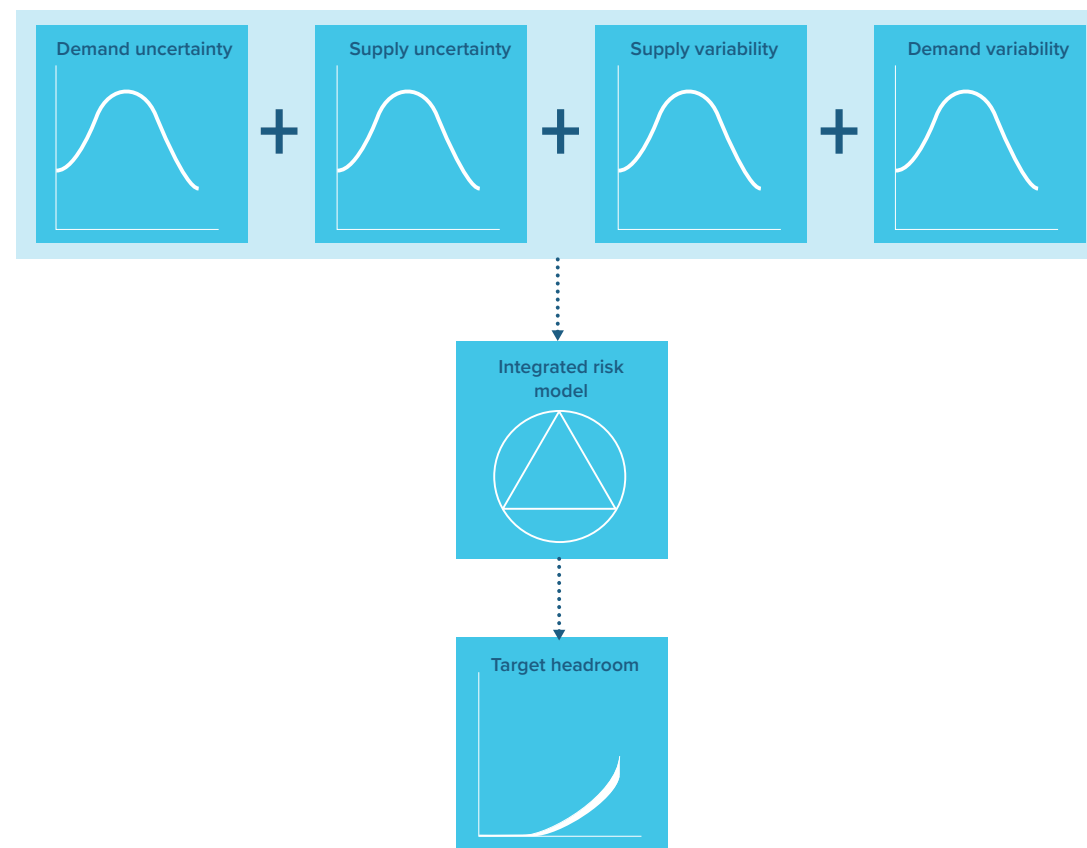 Demand uncertainty
Supply uncertainty
Supply variability
Demand variability
+
+
+
Integrated risk
model
Target headroom